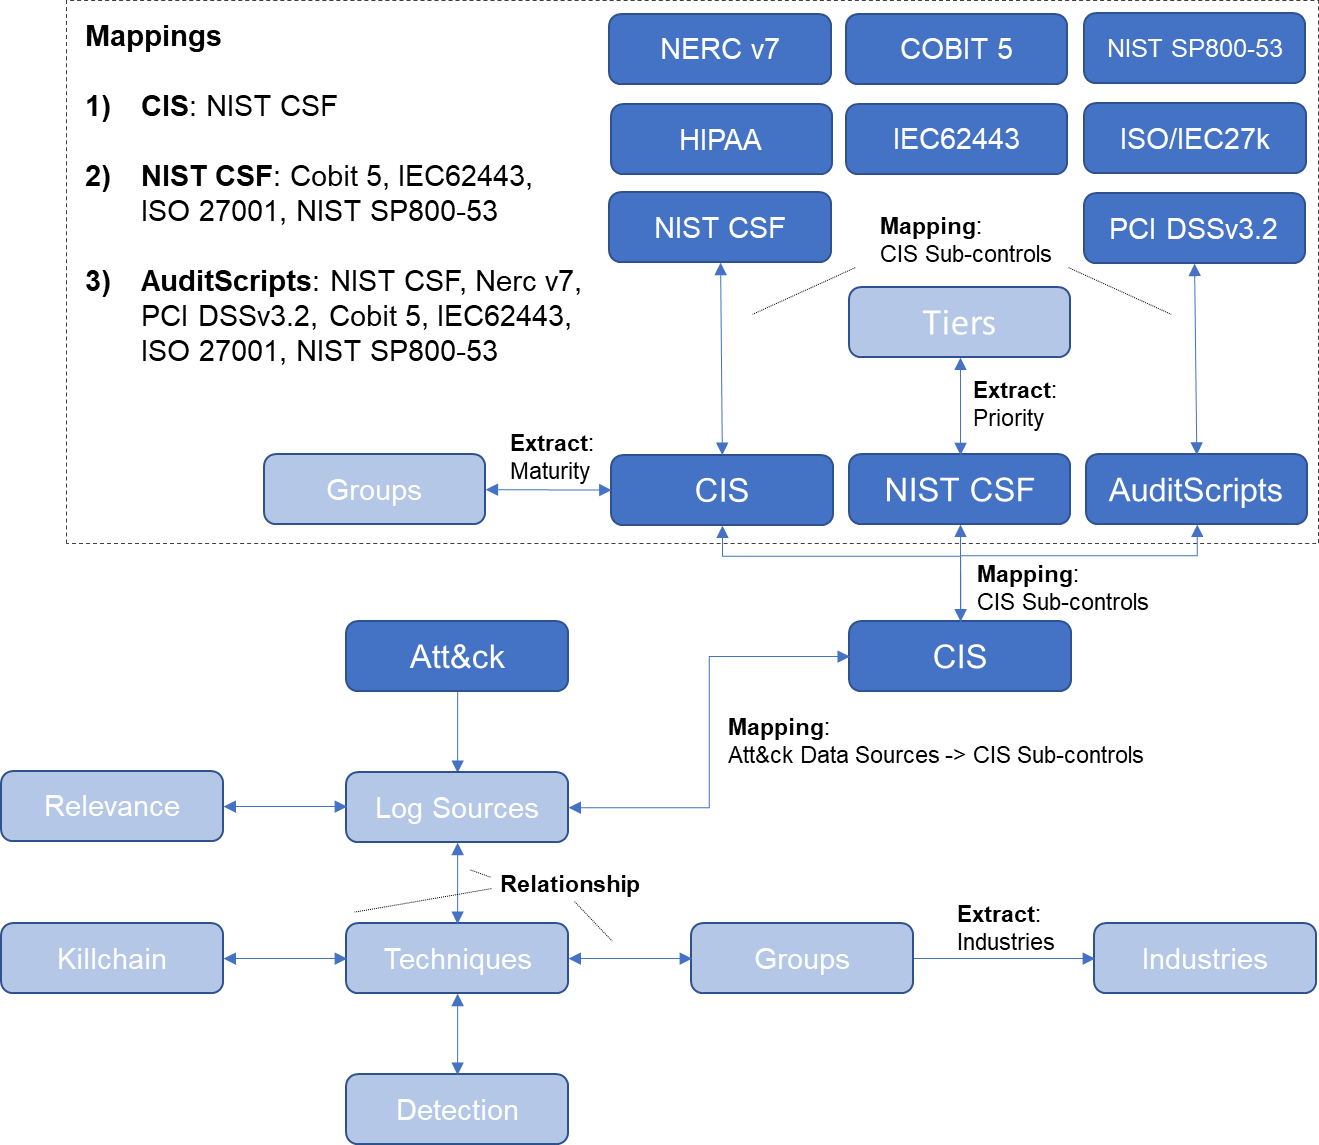 Mappings
1) CIS: NIST CSF
2) NIST CSF: Cobit 5, IEC62443,
ISO 27001, NIST SP800-53
3) AuditScripts: NIST CSF, Nerc v7,
PCI DSSv3.2, Cobit 5, IEC62443,
ISO 27001, NIST SP800-53
NERC v7
COBIT 5
NIST SP800-53
HIPAA
IEC62443
ISO/IEC27k
NIST CSF
Mapping:
CIS Sub-controls
PCI DSSv3.2
Tiers
Extract:
Priority
Extract:
Maturity
Groups
CIS
NIST CSF
AuditScripts
Mapping:
CIS Sub-controls
Att&ck
CIS
Mapping:
Att&ck Data Sources -> CIS Sub-controls
Relevance
Log Sources
Relationship
Extract:
Industries
Killchain
Techniques
Groups
Industries
Detection